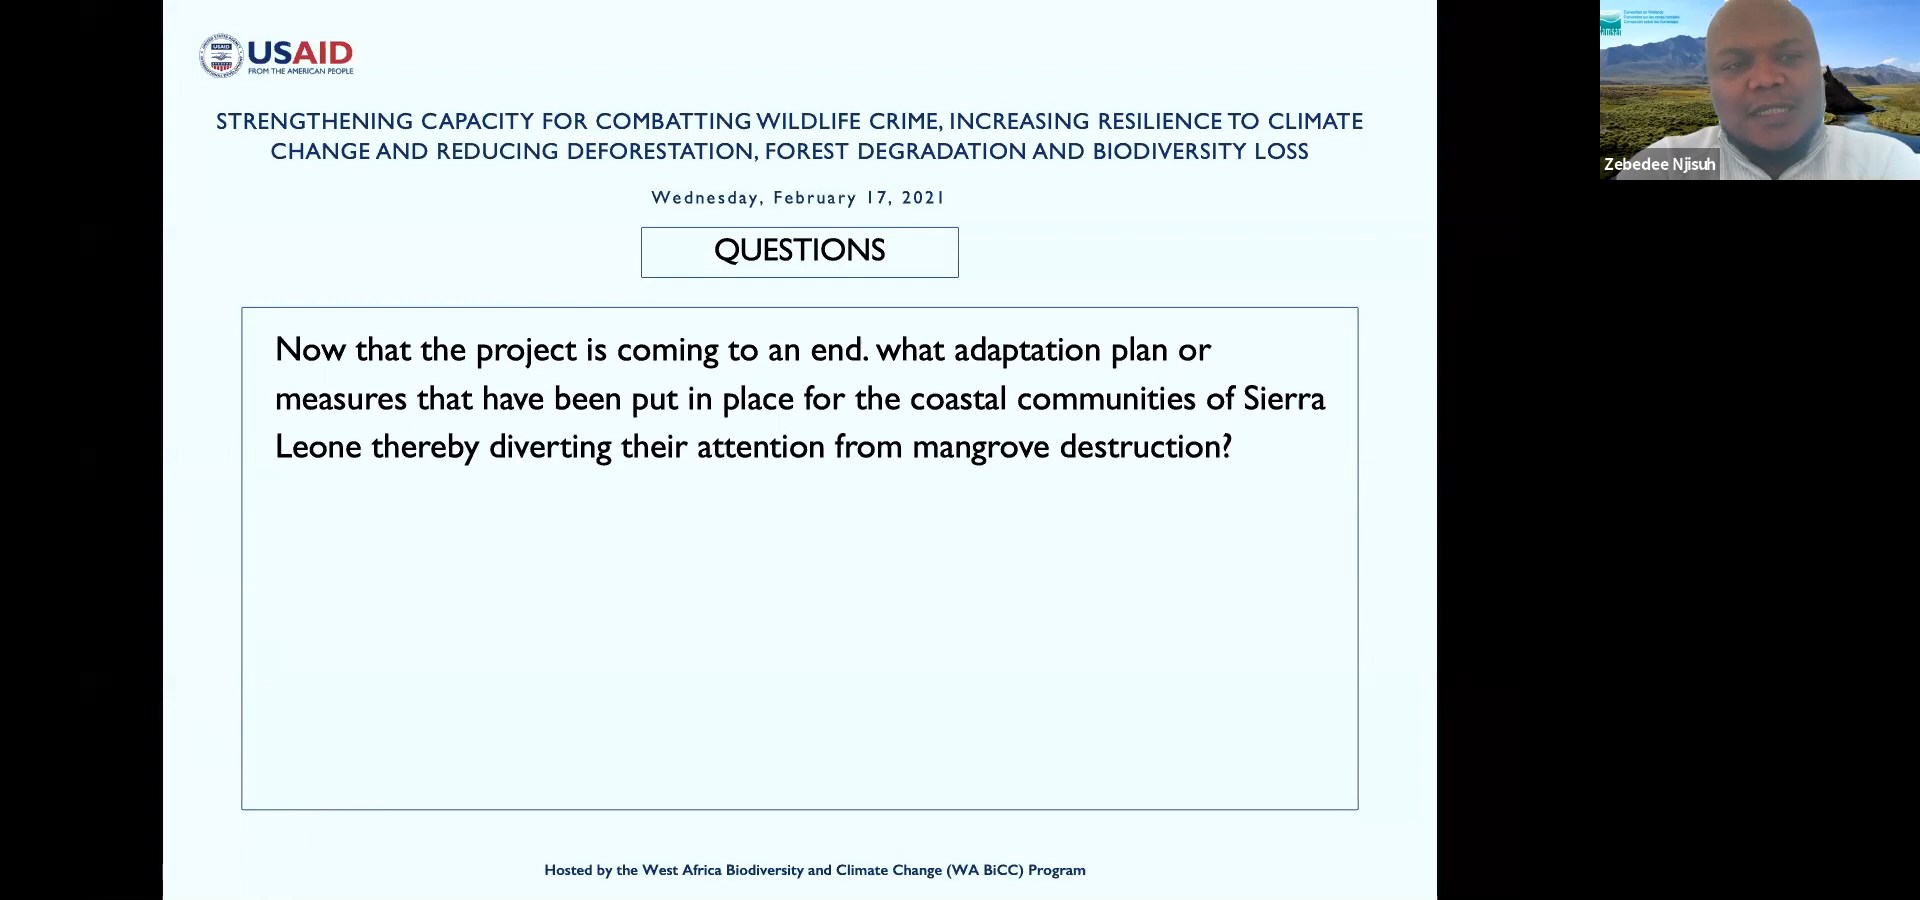 USAID
FROM THE AMERICAN PEOPLE
STRENGTHENING CAPACITY FOR COMBATTING WILDLIFE CRIME, INCREASING RESILIENCE TO CLIMATE
CHANGE AND REDUCING DEFORESTATION, FOREST DEGRADATION AND BIODIVERSITY LOSS
Wednesday, February 17, 2021
QUESTIONS
Now that the project is coming to an end. what adaptation plan or
measures that have been put in place for the coastal communities of Sierra
Leone thereby diverting their attention from mangrove destruction?
Hosted by the West Africa Biodiversity and Climate Change (WA BiCC) Program
Zebedee Njisuh